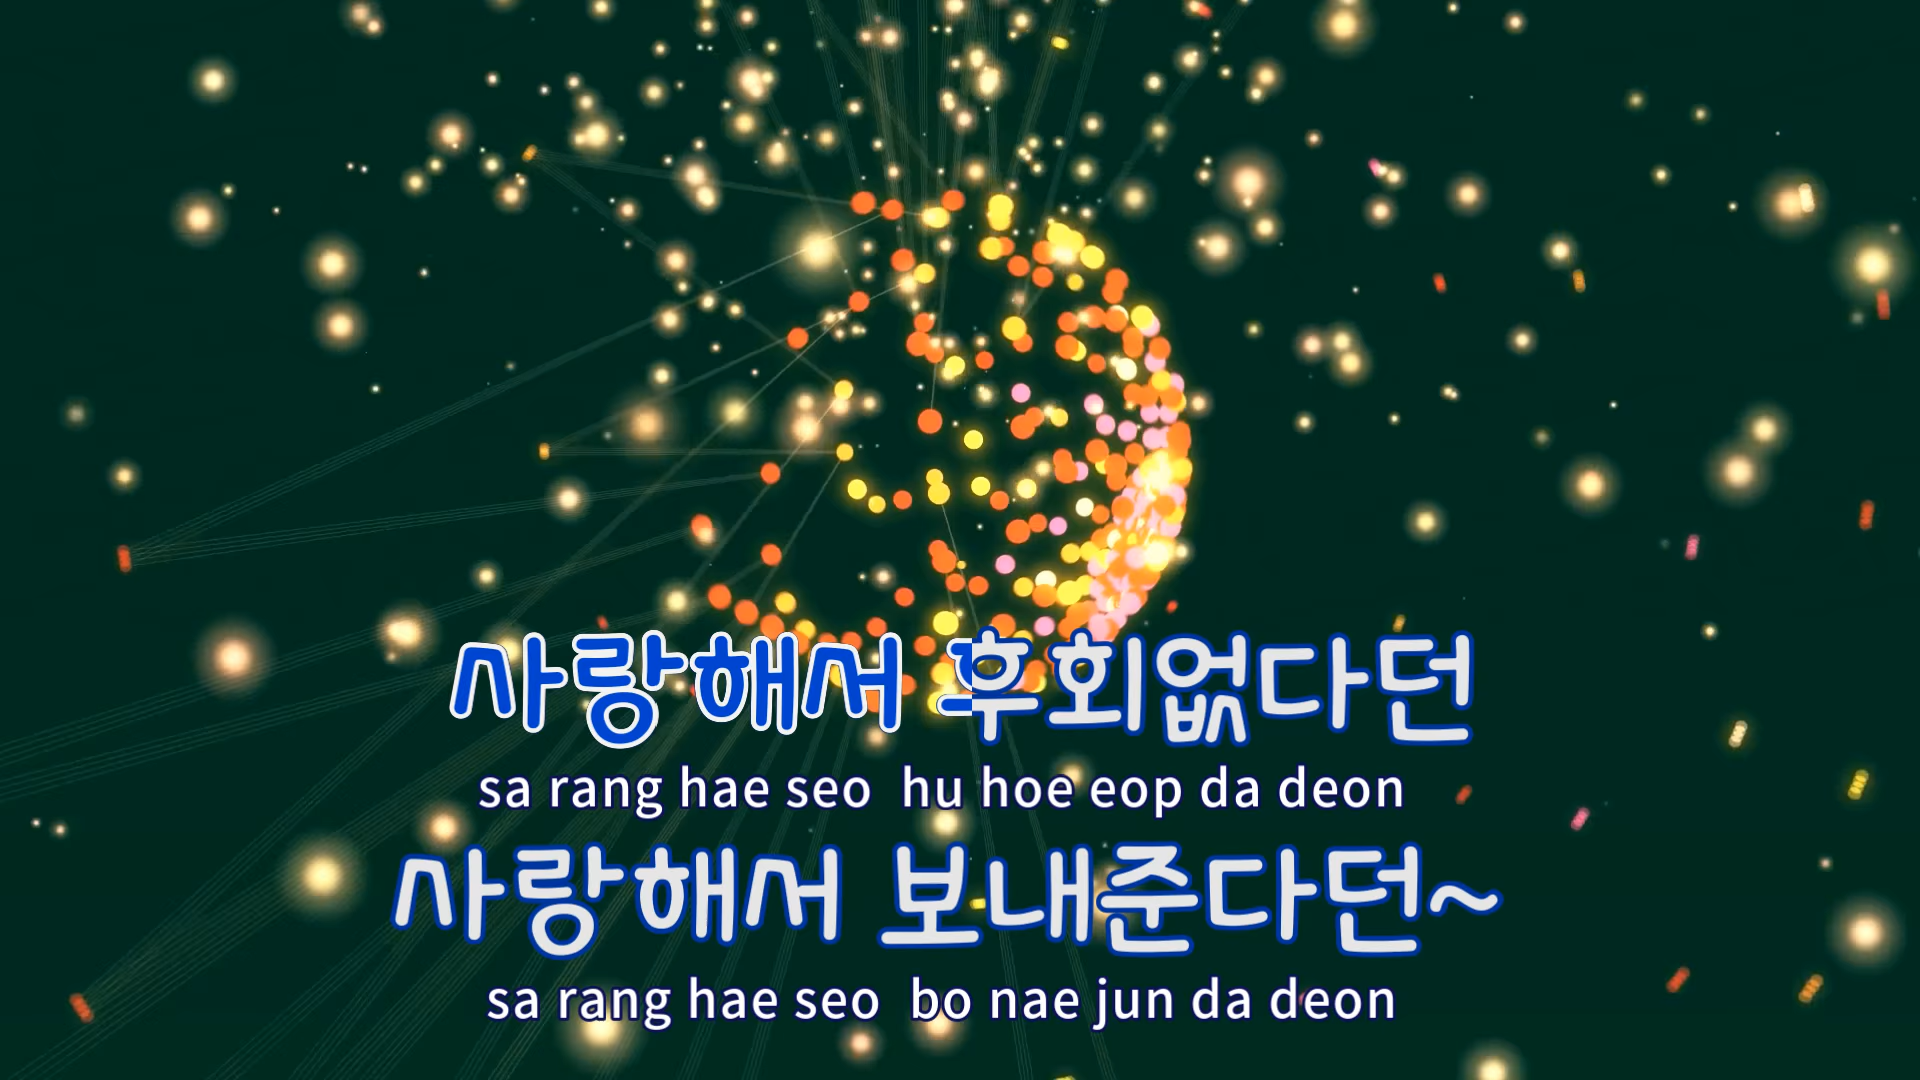 사랑해서 후회없다던
sa rang hae seo hu hoe eop da deon
사랑해서 보내준다던~
sa rang hae seo bo nae jun da deon